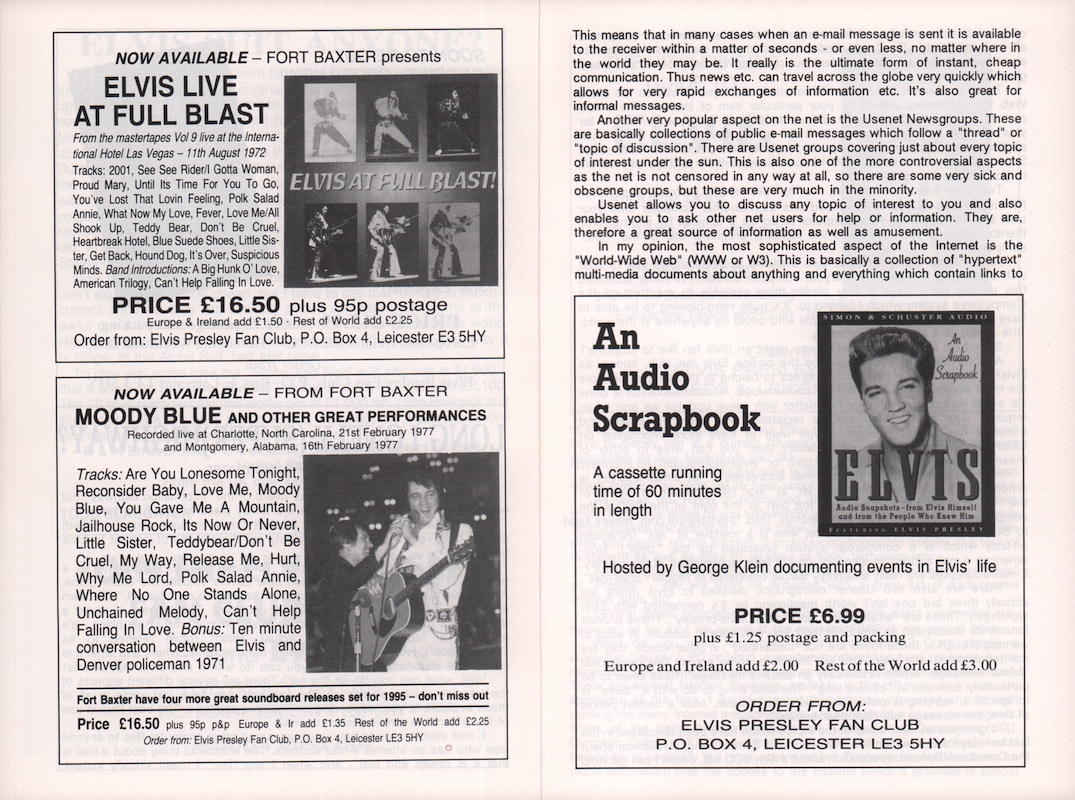 NOW AVAILABLE – FORT BAXTER presents
ELVIS LIVE
AT FULL BLAST
From the mastertapes Vol 9 live at the Interna-
tional Hotel Las Vegas – 11th August 1972
Tracks: 2001, See See Rider/I Gotta Woman,
Proud Mary, Until Its Time For You To Go,
You've Lost That Lovin Feeling, Polk Salad
Annie, What Now My Love, Fever, Love Me/All
Shook Up, Teddy Bear, Don't Be Cruel,
Heartbreak Hotel, Blue Suede Shoes, Little Sis-
ter, Get Back, Hound Dog, It's Over, Suspicious
Minds. Band Introductions: A Big Hunk O' Love,
American Trilogy, Can't Help Falling In Love.
ELVIS AT FULL BLAST!
PRICE £16.50 plus 95p postage
Europe & Ireland add £1.50 · Rest of World add £2.25
Order from: Elvis Presley Fan Club, P.O. Box 4, Leicester E3 5HY
NOW AVAILABLE – FROM FORT BAXTER
MOODY BLUE AND OTHER GREAT PERFORMANCES
Recorded live at Charlotte, North Carolina, 21st February 1977
and Montgomery, Alabama, 16th February 1977
Tracks: Are You Lonesome Tonight,
Reconsider Baby, Love Me, Moody
Blue, You Gave Me A Mountain,
Jailhouse Rock, Its Now Or Never,
Little Sister, Teddybear/Don't Be
Cruel, My Way, Release Me, Hurt,
Why Me Lord, Polk Salad Annie,
Where No One Stands Alone,
Unchained Melody, Can't Help
Falling In Love. Bonus: Ten minute
conversation between Elvis and
Denver policeman 1971
Fort Baxter have four more great soundboard releases set for 1995 – don't miss out
Price £16.50 plus 95p p&p Europe & Ir add £1.35 Rest of the World add £2.25
Order from: Elvis Presley Fan Club, P.O. Box 4, Leicester LE3 5HY
This means that in many cases when an e-mail message is sent it is available
to the receiver within a matter of seconds - or even less, no matter where in
the world they may be. It really is the ultimate form of instant, cheap
communication. Thus news etc. can travel across the globe very quickly which
allows for very rapid exchanges of information etc. It's also great for
informal messages.
Another very popular aspect on the net is the Usenet Newsgroups. These
are basically collections of public e-mail messages which follow a "thread" or
"topic of discussion". There are Usenet groups covering just about every topic
of interest under the sun. This is also one of the more controversial aspects
as the net is not censored in any way at all, so there are some very sick and
obscene groups, but these are very much in the minority.
Usenet allows you to discuss any topic of interest to you and also
enables you to ask other net users for help or information. They are,
therefore a great source of information as well as amusement.
In my opinion, the most sophisticated aspect of the Internet is the
"World-Wide Web" (WWW or W3). This is basically a collection of "hypertext"
multi-media documents about anything and everything which contain links to
An
Audio
Scrapbook
A cassette running
time of 60 minutes
in length
SIMON & SCHUSTER AUDIO
An
Audio
Scrapbook
ELVIS
Audio Snapshots–from Elvis Himself
and from the People Who Knew Him
FEATURING ELVIS PRESLEY
Hosted by George Klein documenting events in Elvis' life
PRICE £6.99
plus £1.25 postage and packing
Europe and Ireland add £2.00 Rest of the World add £3.00
ORDER FROM:
ELVIS PRESLEY FAN CLUB
P.O. BOX 4, LEICESTER LE3 5HY